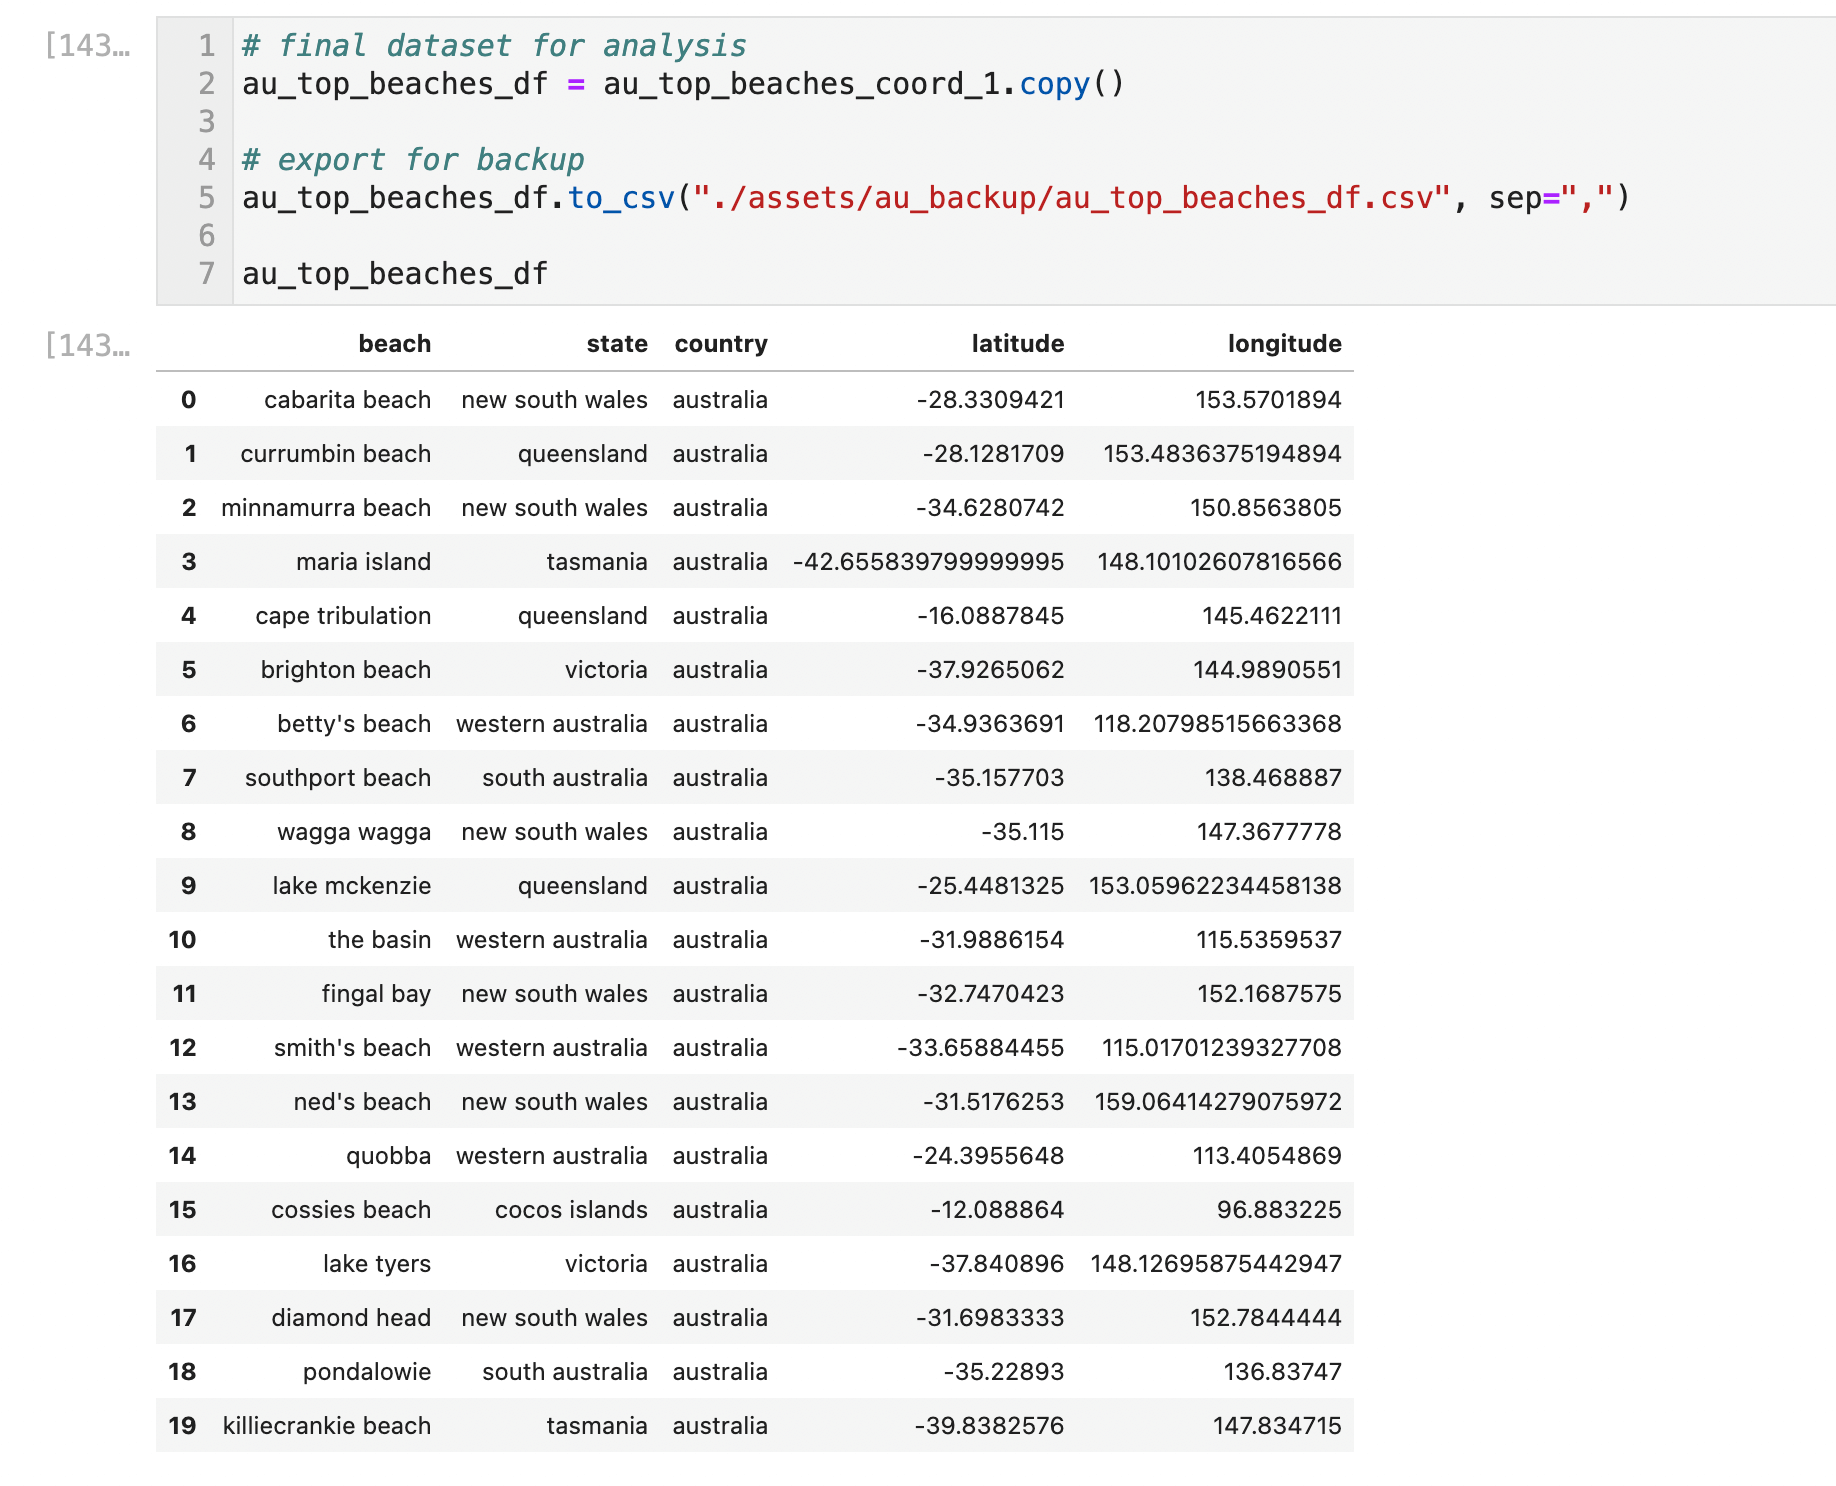 [143…
1 # final dataset for analysis
2 au_top_beaches_df = au_top_beaches_coord_1.copy()
3
4 # export for backup
5 au_top_beaches_df.to_csv("./assets/au_backup/au_top_beaches_df.csv", sep=",")
6
7 au_top_beaches_df
[143…
beach state country latitude longitude
0 cabarita beach new south wales australia -28.3309421 153.5701894
1 currumbin beach queensland australia -28.1281709 153.4836375194894
2 minnamurra beach new south wales australia -34.6280742 150.8563805
3 maria island tasmania australia -42.655839799999995 148.10102607816566
4 cape tribulation queensland australia -16.0887845 145.4622111
5 brighton beach victoria australia -37.9265062 144.9890551
6 betty's beach western australia australia -34.9363691 118.20798515663368
7 southport beach south australia australia -35.157703 138.468887
8 wagga wagga new south wales australia -35.115 147.3677778
9 lake mckenzie queensland australia -25.4481325 153.05962234458138
10 the basin western australia australia -31.9886154 115.5359537
11 fingal bay new south wales australia -32.7470423 152.1687575
12 smith's beach western australia australia -33.65884455 115.01701239327708
13 ned's beach new south wales australia -31.5176253 159.06414279075972
14 quobba western australia australia -24.3955648 113.4054869
15 cossies beach cocos islands australia -12.088864 96.883225
16 lake tyers victoria australia -37.840896 148.12695875442947
17 diamond head new south wales australia -31.6983333 152.7844444
18 pondalowie south australia australia -35.22893 136.83747
19 killiecrankie beach tasmania australia -39.8382576 147.834715